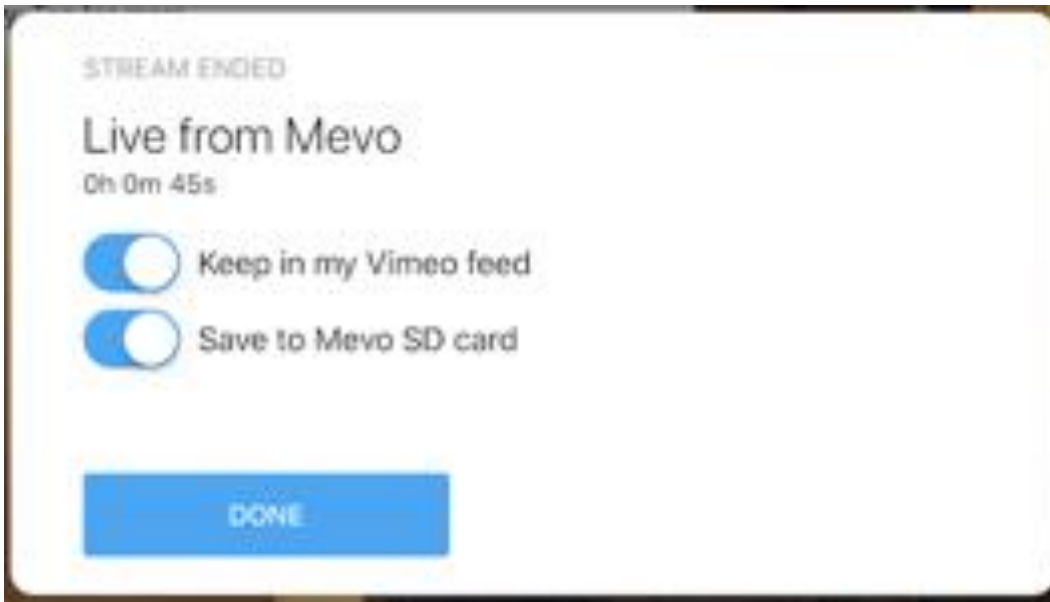 STREAM ENDED
Live from Mevo
0h 0m 45s
Keep in my Vimeo feed
Save to Mevo SD card
DONE